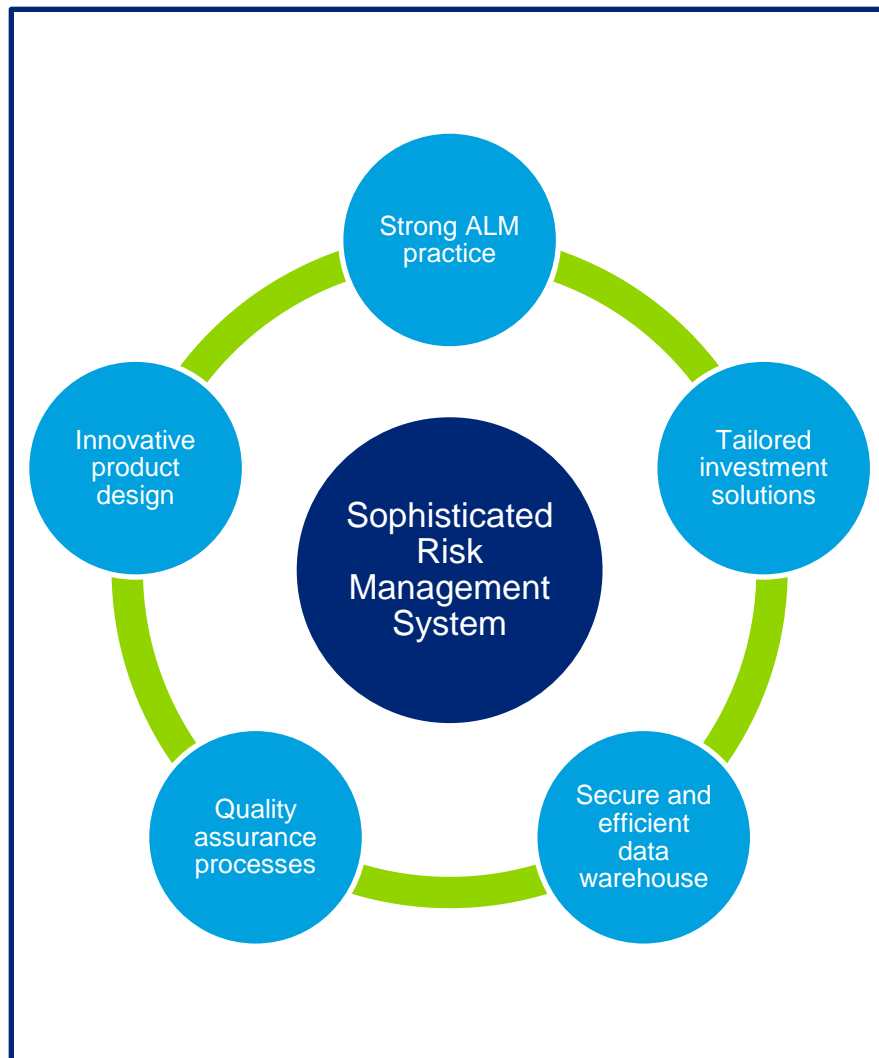 Strong ALM
practice
Tailored
investment
solutions
Secure and
efficient
data
warehouse
Quality
assurance
processes
Innovative
product
design
Sophisticated
Risk
Management
System